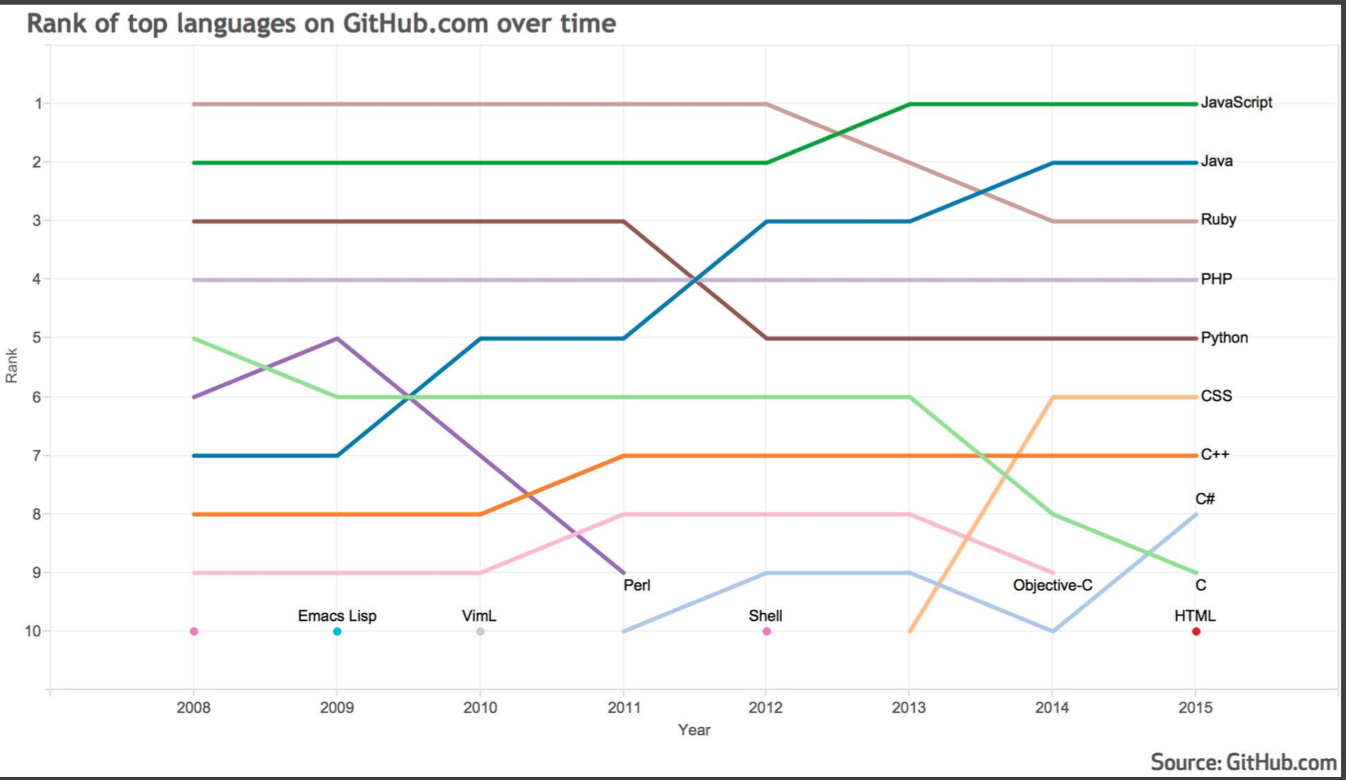 Rank of top languages on GitHub.com over time
1
JavaScript
2
Java
3
Ruby
4
PHP
5
Python
Rank
6
CSS
7
C++
C#
8
9
Perl
Objective-C
C
Emacs Lisp
VimL
Shell
HTML
10
2008 2009 2010 2011 2012 2013 2014 2015
Year
Source: GitHub.com